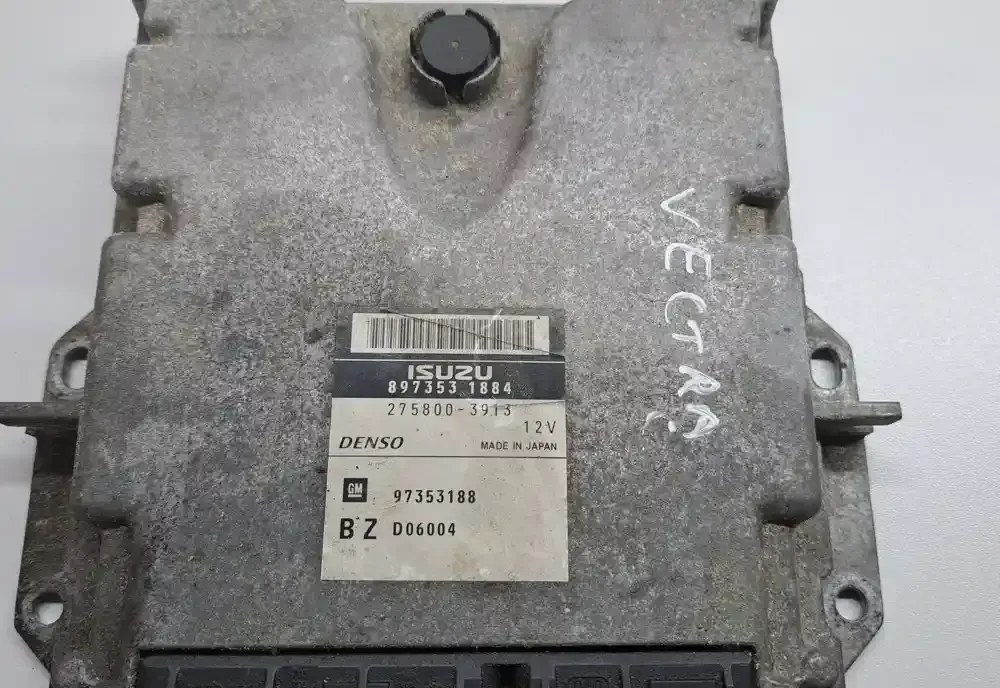 ISUZU
897353 1884
275800-3913
12V
DENSO MADE IN JAPAN
GM 97353188
BZ D06004
VECTRA C